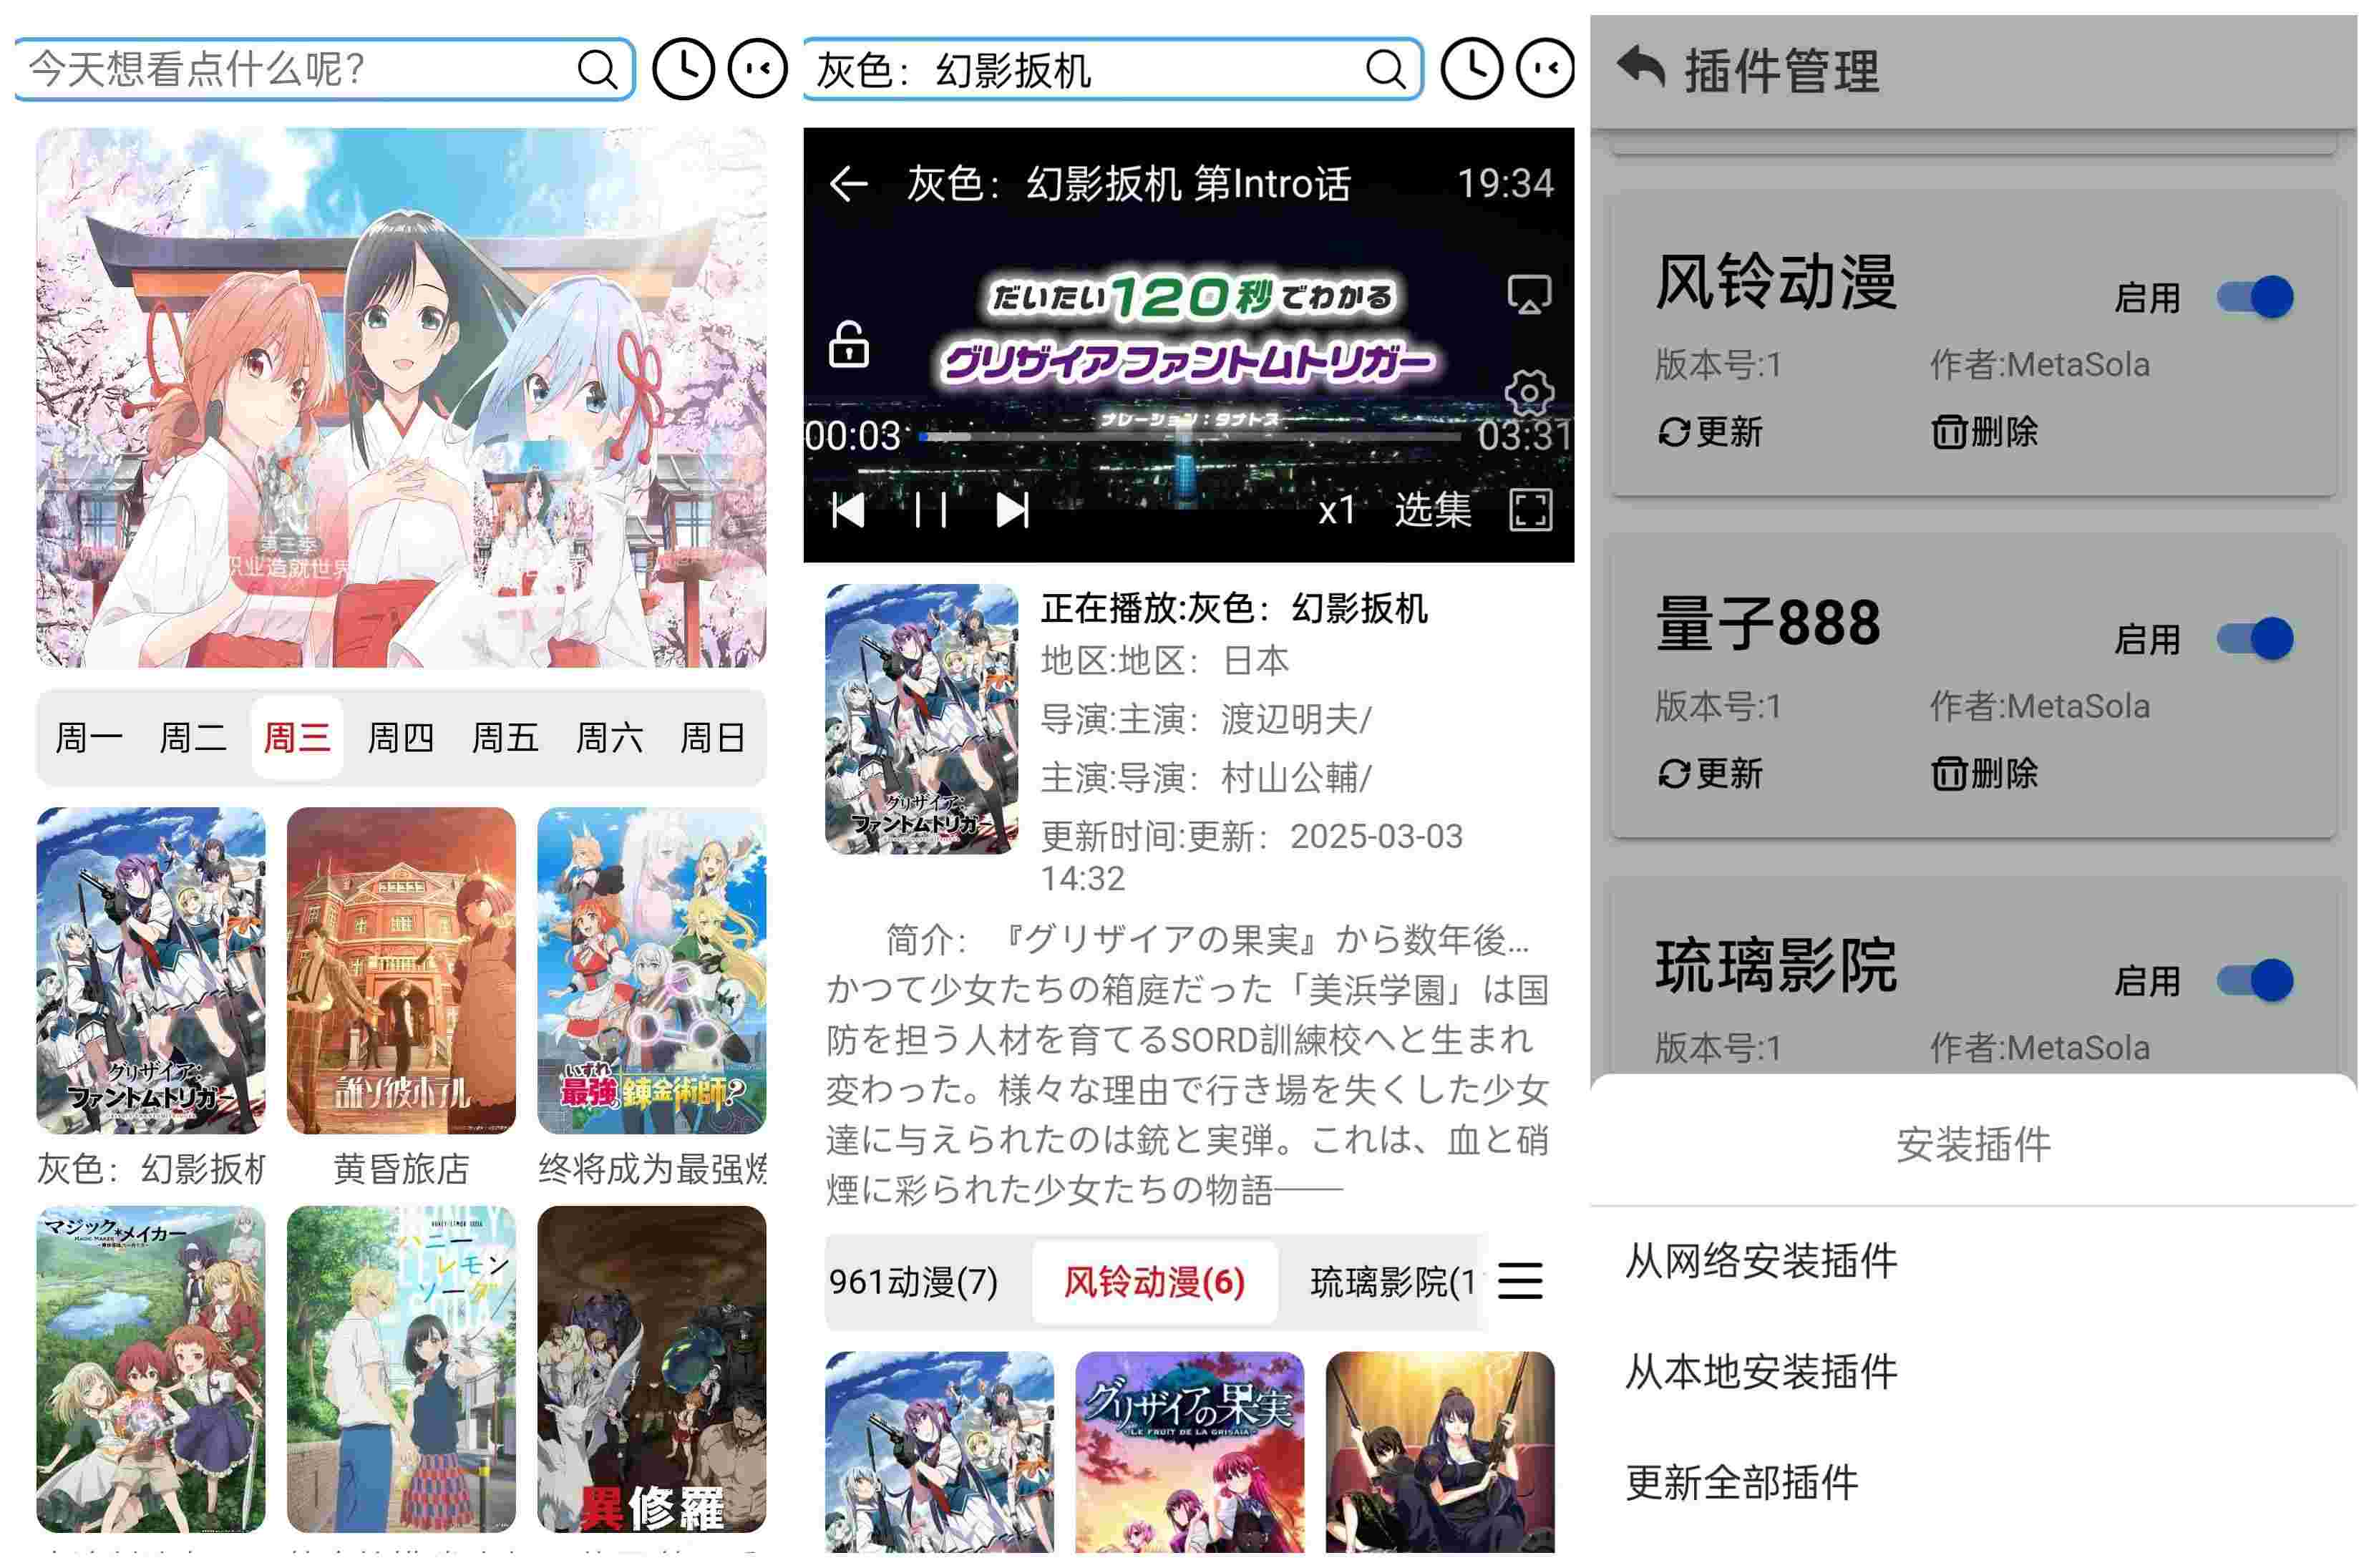 今天想看点什么呢?
第三季
职业造就世界
周一 周二 周三 周四 周五 周六 周日
グリザイア:
ファントムトリガー
誰ソ彼ホテル
いずれ
最強の錬金術師?
灰色：幻影扳机
黄昏旅店
终将成为最强炼
マジック・メイカー
ハニー
レモン
ソーダ
異修羅
灰色：幻影扳机
灰色：幻影扳机 第Intro话 19:34
だいたい120秒でわかる
グリザイア ファントムトリガー
ナレーション：タナトス
00:03 03:31
x1 选集
グリザイア:
ファントムトリガー
正在播放:灰色：幻影扳机
地区:地区：日本
导演:主演：渡辺明夫/
主演:导演：村山公輔/
更新时间:更新：2025-03-03
14:32
简介：『グリザイアの果実』から数年後…
かつて少女たちの箱庭だった「美浜学園」は国
防を担う人材を育てるSORD訓練校へと生まれ
変わった。様々な理由で行き場を失くした少女
達に与えられたのは銃と実弾。これは、血と硝
煙に彩られた少女たちの物語――
961动漫(7) 风铃动漫(6) 琉璃影院(1
グリザイアの果実
LE FRUIT DE LA GRISAIA
插件管理
风铃动漫 启用
版本号:1 作者:MetaSola
更新 删除
量子888 启用
版本号:1 作者:MetaSola
更新 删除
琉璃影院 启用
版本号:1 作者:MetaSola
安装插件
从网络安装插件
从本地安装插件
更新全部插件